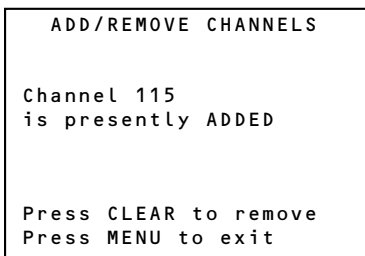 ADD/REMOVE CHANNELS
Channel 115
is presently ADDED
Press CLEAR to remove
Press MENU to exit